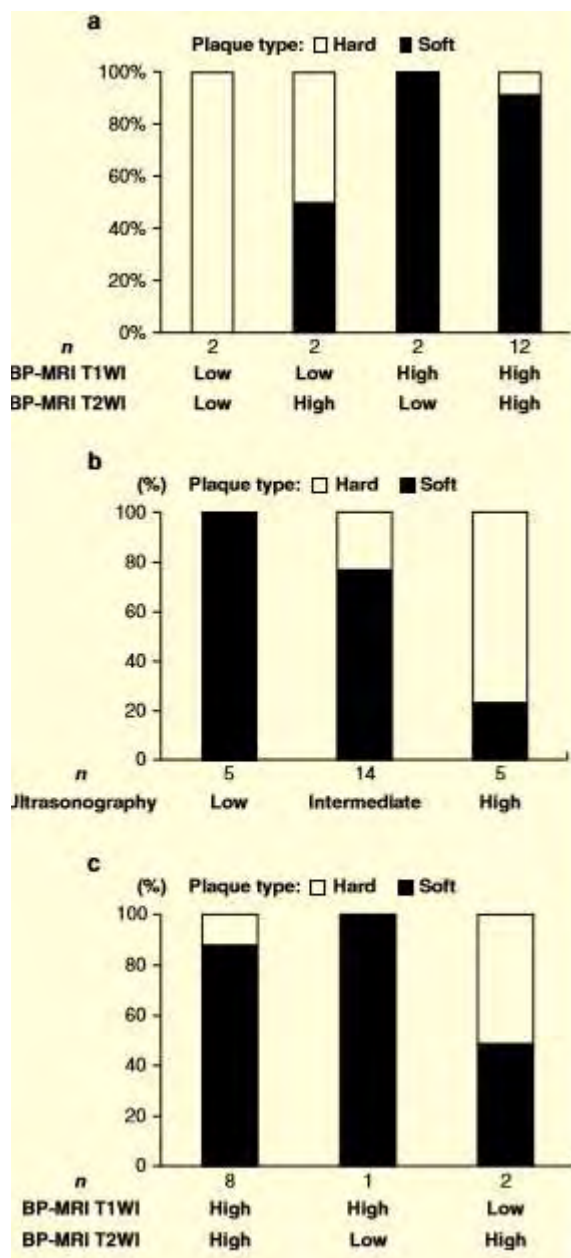 a
Plaque type: Hard Soft
100%
80%
60%
40%
20%
0%
n 2 2 2 12
BP-MRI T1WI Low Low High High
BP-MRI T2WI Low High Low High
b
(%) Plaque type: Hard Soft
100
80
60
40
20
0
n 5 14 5
Ultrasonography Low Intermediate High
c
(%) Plaque type: Hard Soft
100
80
60
40
20
0
n 8 1 2
BP-MRI T1WI High High Low
BP-MRI T2WI High Low High